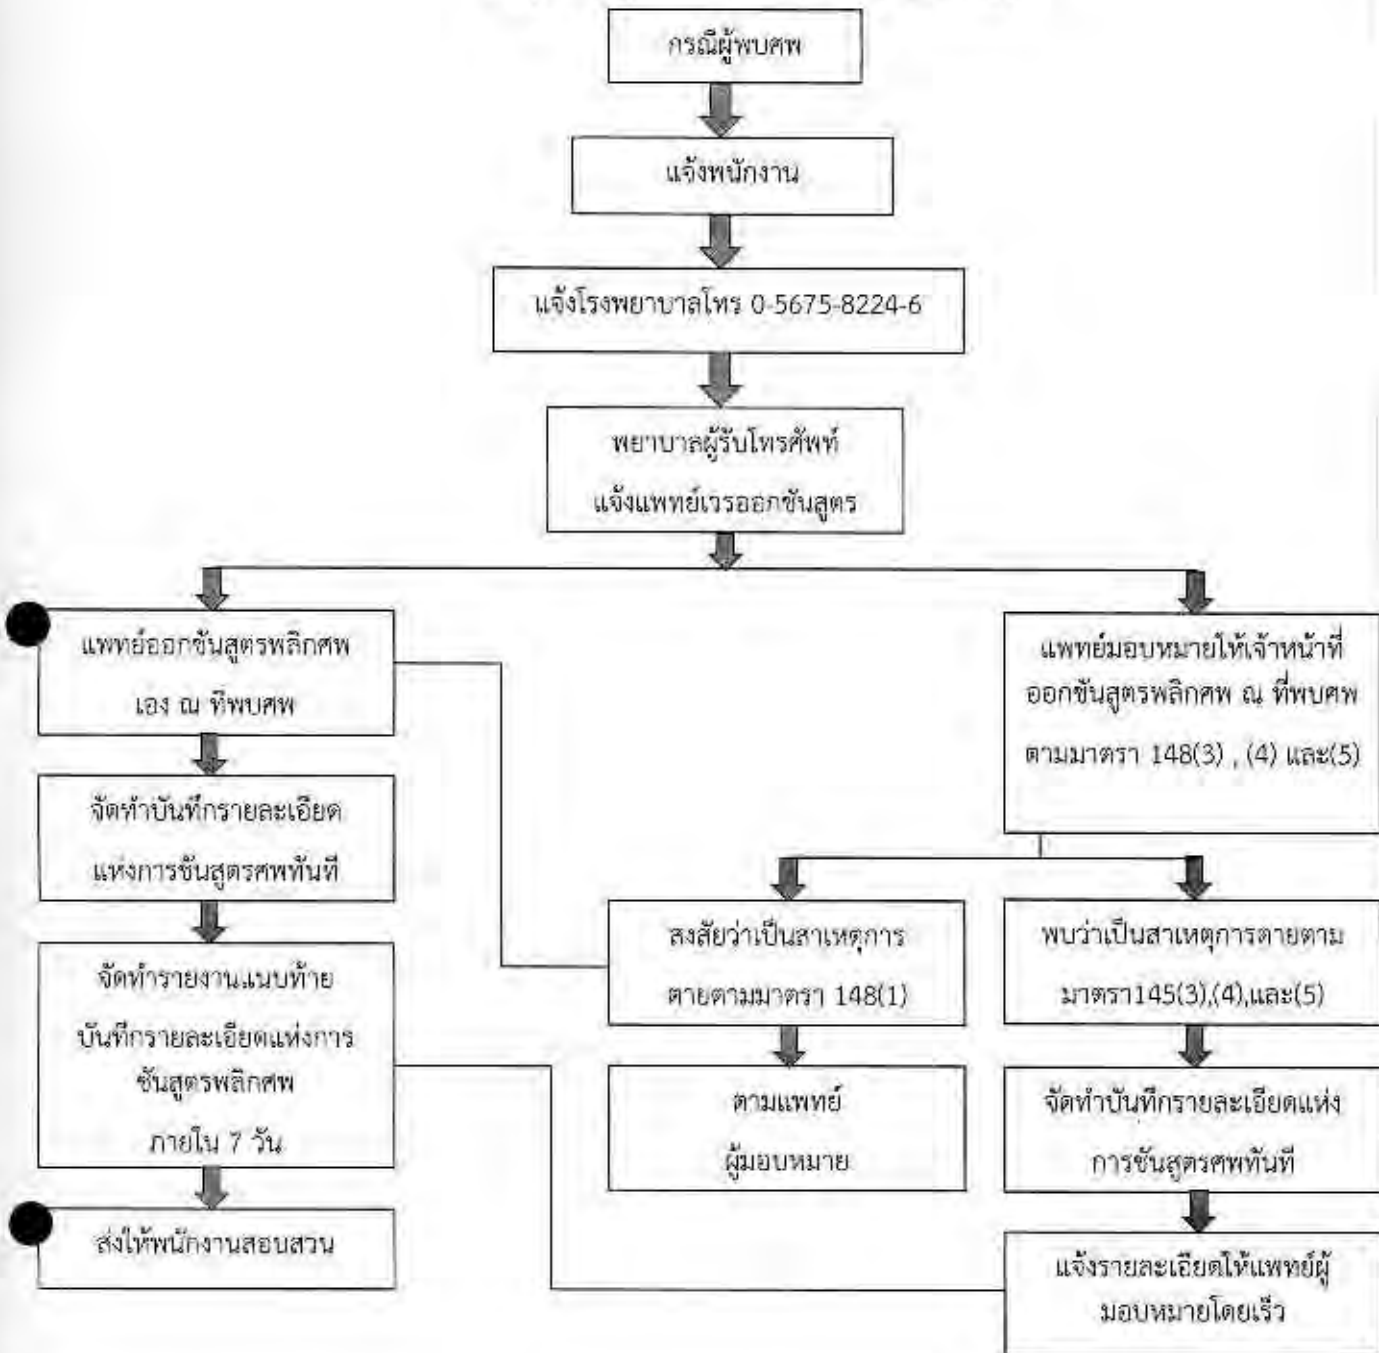 กรณีผู้พบศพ
แจ้งพนักงาน
แจ้งโรงพยาบาลโทร 0-5675-8224-6
พยาบาลผู้รับโทรศัพท์
แจ้งแพทย์เวรออกชันสูตร
แพทย์ออกชันสูตรพลิกศพ
เอง ณ ที่พบศพ
จัดทำบันทึกรายละเอียด
แห่งการชันสูตรศพทันที
จัดทำรายงานแนบท้าย
บันทึกรายละเอียดแห่งการ
ชันสูตรพลิกศพ
ภายใน 7 วัน
ส่งให้พนักงานสอบสวน
แพทย์มอบหมายให้เจ้าหน้าที่
ออกชันสูตรพลิกศพ ณ ที่พบศพ
ตามมาตรา 148(3) , (4) และ(5)
สงสัยว่าเป็นสาเหตุการ
ตายตามมาตรา 148(1)
ตามแพทย์
ผู้มอบหมาย
พบว่าเป็นสาเหตุการตายตาม
มาตรา145(3),(4),และ(5)
จัดทำบันทึกรายละเอียดแห่ง
การชันสูตรศพทันที
แจ้งรายละเอียดให้แพทย์ผู้
มอบหมายโดยเร็ว